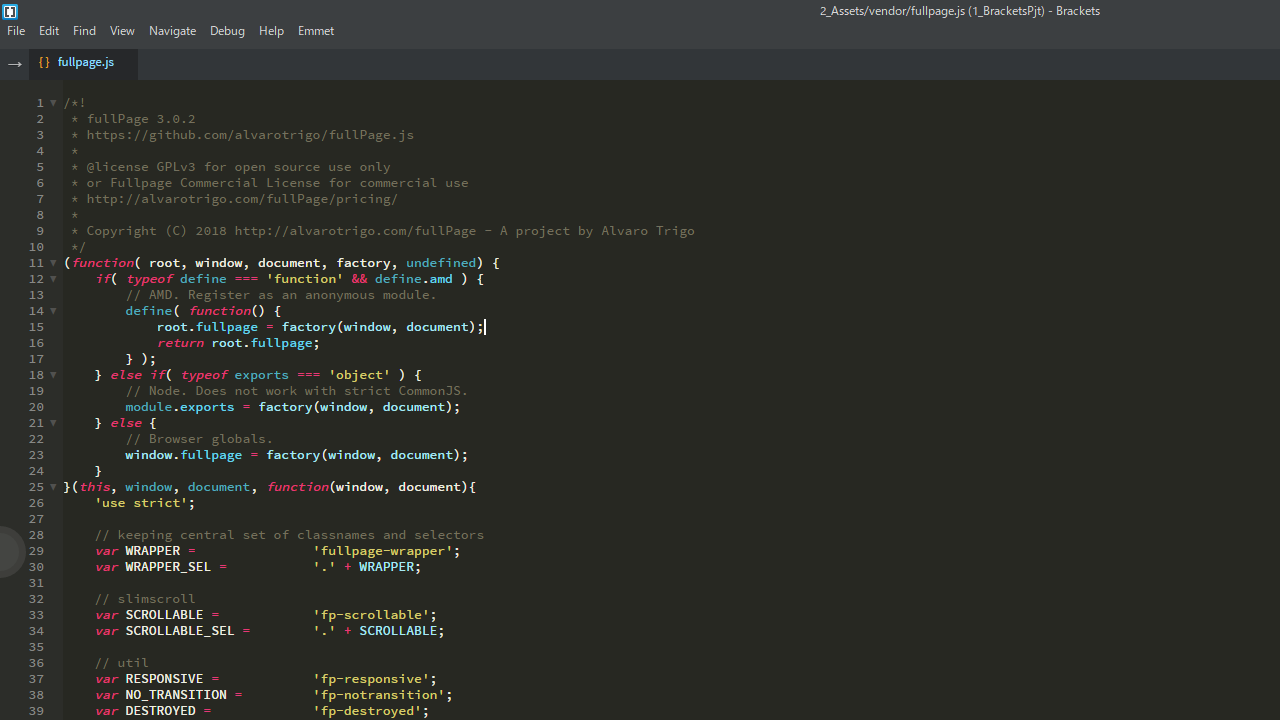 2_Assets/vendor/fullpage.js (1_BracketsPjt) - Brackets
File Edit Find View Navigate Debug Help Emmet
→ {} fullpage.js
1 /*!
2  * fullPage 3.0.2
3  * https://github.com/alvarotrigo/fullPage.js
4  *
5  * @license GPLv3 for open source use only
6  * or Fullpage Commercial License for commercial use
7  * http://alvarotrigo.com/fullPage/pricing/
8  *
9  * Copyright (C) 2018 http://alvarotrigo.com/fullPage - A project by Alvaro Trigo
10  */
11 (function( root, window, document, factory, undefined) {
12     if( typeof define === 'function' && define.amd ) {
13         // AMD. Register as an anonymous module.
14         define( function() {
15             root.fullpage = factory(window, document);
16             return root.fullpage;
17         } );
18     } else if( typeof exports === 'object' ) {
19         // Node. Does not work with strict CommonJS.
20         module.exports = factory(window, document);
21     } else {
22         // Browser globals.
23         window.fullpage = factory(window, document);
24     }
25 }(this, window, document, function(window, document){
26     'use strict';
27
28     // keeping central set of classnames and selectors
29     var WRAPPER =               'fullpage-wrapper';
30     var WRAPPER_SEL =           '.' + WRAPPER;
31
32     // slimscroll
33     var SCROLLABLE =            'fp-scrollable';
34     var SCROLLABLE_SEL =        '.' + SCROLLABLE;
35
36     // util
37     var RESPONSIVE =            'fp-responsive';
38     var NO_TRANSITION =         'fp-notransition';
39     var DESTROYED =             'fp-destroyed';